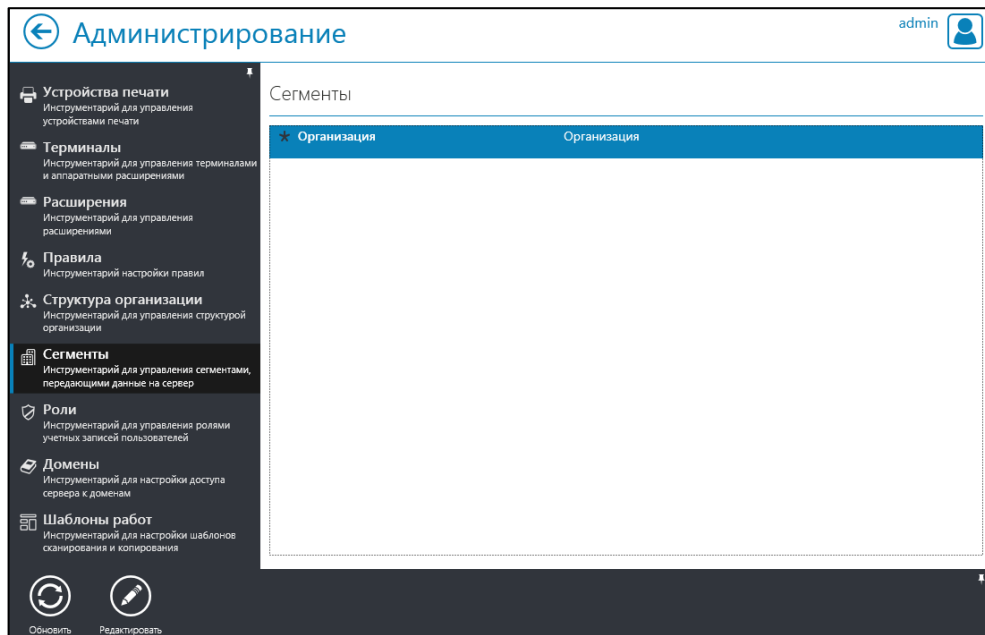 Администрирование
admin
Устройства печати
Инструментарий для управления
устройствами печати
Терминалы
Инструментарий для управления терминалами
и аппаратными расширениями
Расширения
Инструментарий для управления
расширениями
Правила
Инструментарий настройки правил
Структура организации
Инструментарий для управления структурой
организации
Сегменты
Инструментарий для управления сегментами,
передающими данные на сервер
Роли
Инструментарий для управления ролями
учетных записей пользователей
Домены
Инструментарий для настройки доступа
сервера к доменам
Шаблоны работ
Инструментарий для настройки шаблонов
сканирования и копирования
Сегменты
Организация Организация
Обновить Редактировать